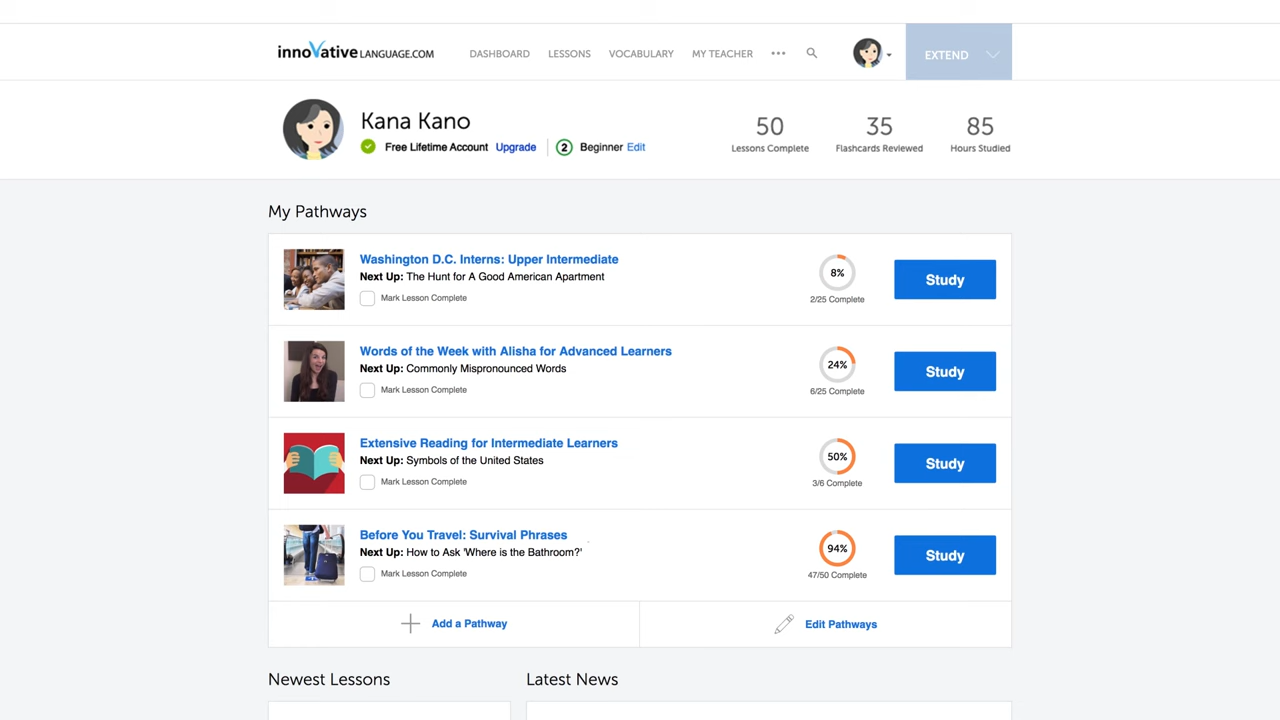 innoVative LANGUAGE.COM
DASHBOARD LESSONS VOCABULARY MY TEACHER ••• EXTEND
Kana Kano
Free Lifetime Account Upgrade 2 Beginner Edit
50 35 85
Lessons Complete Flashcards Reviewed Hours Studied
My Pathways
Washington D.C. Interns: Upper Intermediate
Next Up: The Hunt for A Good American Apartment
Mark Lesson Complete
8%
2/25 Complete
Study
Words of the Week with Alisha for Advanced Learners
Next Up: Commonly Mispronounced Words
Mark Lesson Complete
24%
6/25 Complete
Study
Extensive Reading for Intermediate Learners
Next Up: Symbols of the United States
Mark Lesson Complete
50%
3/6 Complete
Study
Before You Travel: Survival Phrases
Next Up: How to Ask 'Where is the Bathroom?'
Mark Lesson Complete
94%
47/50 Complete
Study
Add a Pathway Edit Pathways
Newest Lessons Latest News